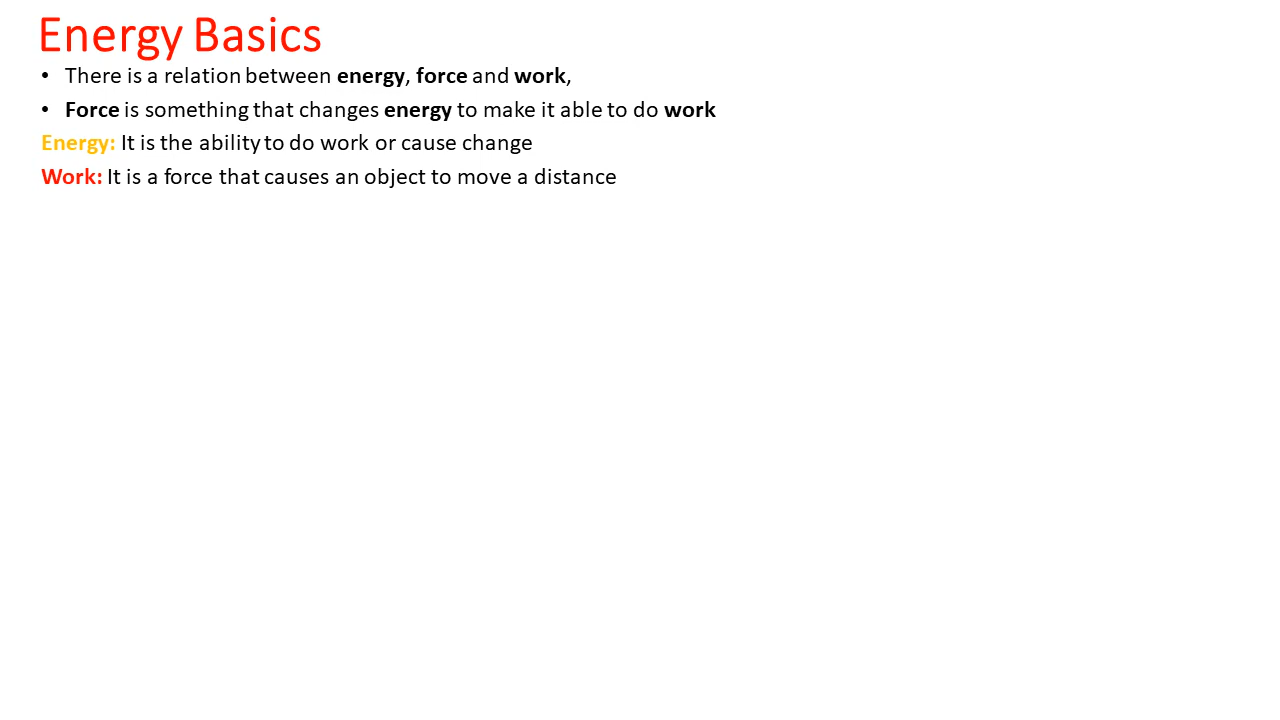 Energy Basics
• There is a relation between energy, force and work,
• Force is something that changes energy to make it able to do work
Energy: It is the ability to do work or cause change
Work: It is a force that causes an object to move a distance